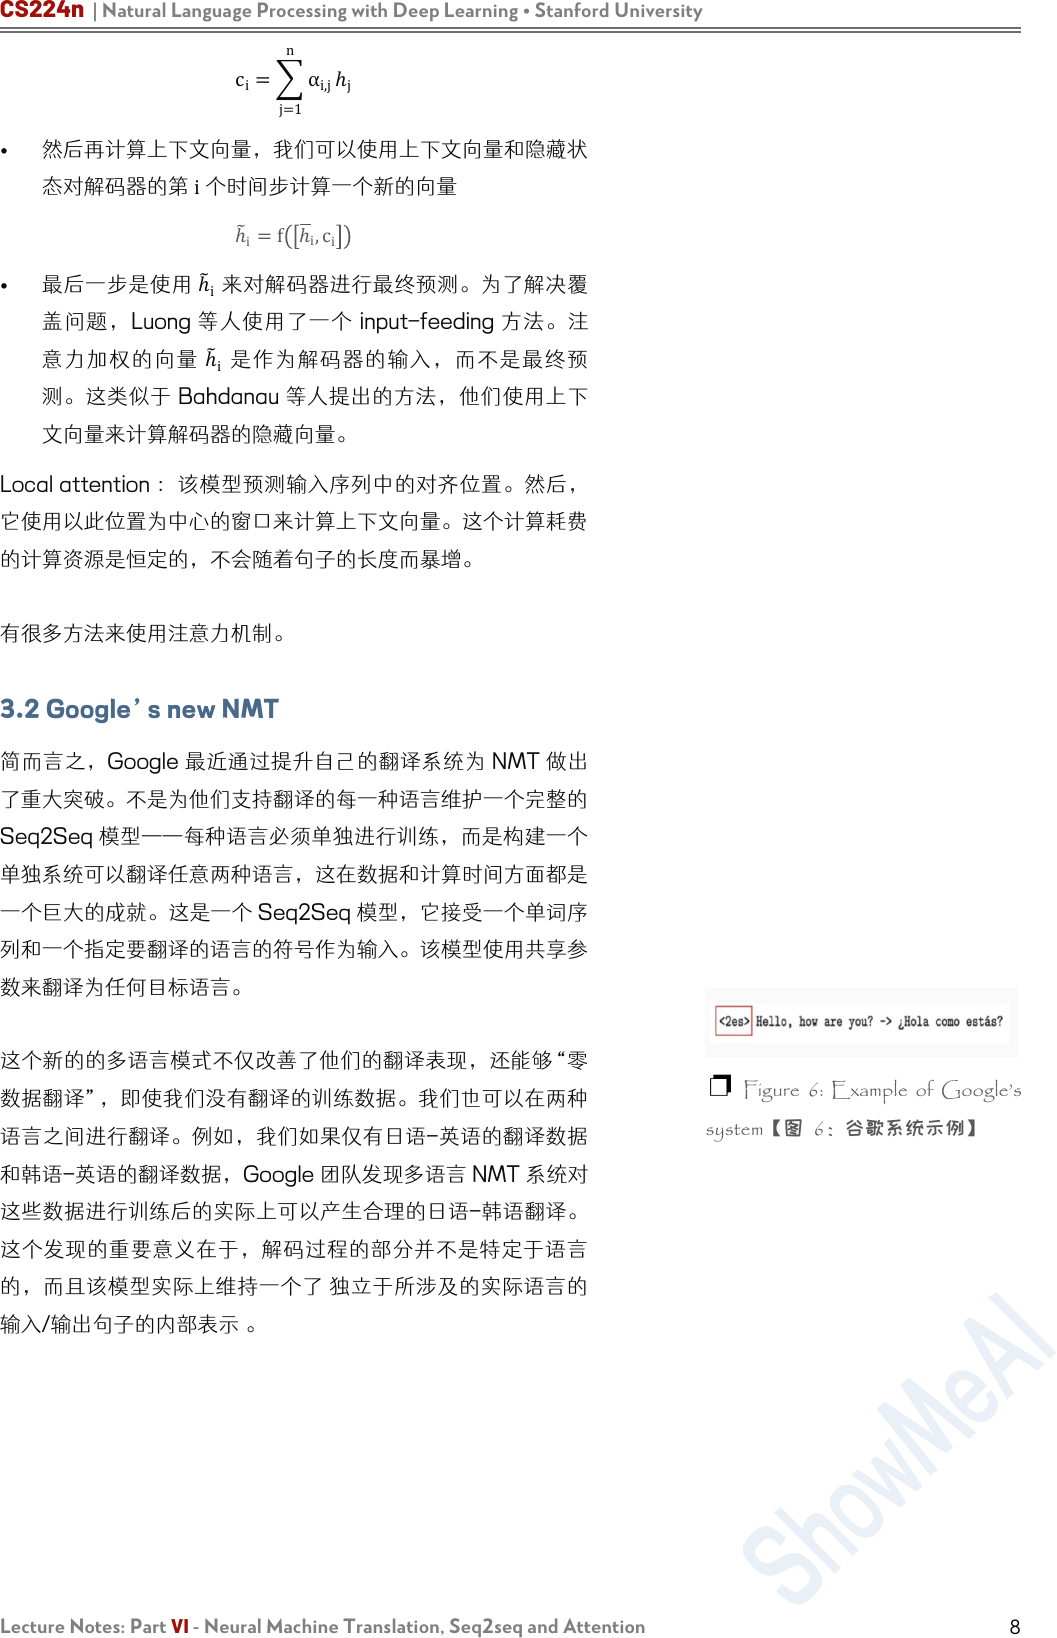 CS224n | Natural Language Processing with Deep Learning • Stanford University
cᵢ = ∑ⱼ₌₁ⁿ αᵢ,ⱼ hⱼ
• 然后再计算上下文向量，我们可以使用上下文向量和隐藏状
态对解码器的第 i 个时间步计算一个新的向量
h̃ᵢ = f([h̅ᵢ, cᵢ])
• 最后一步是使用 h̃ᵢ 来对解码器进行最终预测。为了解决覆
盖问题，Luong 等人使用了一个 input-feeding 方法。注
意力加权的向量 h̃ᵢ 是作为解码器的输入，而不是最终预
测。这类似于 Bahdanau 等人提出的方法，他们使用上下
文向量来计算解码器的隐藏向量。
Local attention：该模型预测输入序列中的对齐位置。然后，
它使用以此位置为中心的窗口来计算上下文向量。这个计算耗费
的计算资源是恒定的，不会随着句子的长度而暴增。
有很多方法来使用注意力机制。
3.2 Google’s new NMT
简而言之，Google 最近通过提升自己的翻译系统为 NMT 做出
了重大突破。不是为他们支持翻译的每一种语言维护一个完整的
Seq2Seq 模型——每种语言必须单独进行训练，而是构建一个
单独系统可以翻译任意两种语言，这在数据和计算时间方面都是
一个巨大的成就。这是一个 Seq2Seq 模型，它接受一个单词序
列和一个指定要翻译的语言的符号作为输入。该模型使用共享参
数来翻译为任何目标语言。
这个新的的多语言模式不仅改善了他们的翻译表现，还能够“零
数据翻译”，即使我们没有翻译的训练数据。我们也可以在两种
语言之间进行翻译。例如，我们如果仅有日语-英语的翻译数据
和韩语-英语的翻译数据，Google 团队发现多语言 NMT 系统对
这些数据进行训练后的实际上可以产生合理的日语-韩语翻译。
这个发现的重要意义在于，解码过程的部分并不是特定于语言
的，而且该模型实际上维持一个了 独立于所涉及的实际语言的
输入/输出句子的内部表示 。
<2es> Hello, how are you? -> ¿Hola como estás?
❐ Figure 6: Example of Google’s
system【图 6：谷歌系统示例】
ShowMeAI
Lecture Notes: Part VI - Neural Machine Translation, Seq2seq and Attention
8